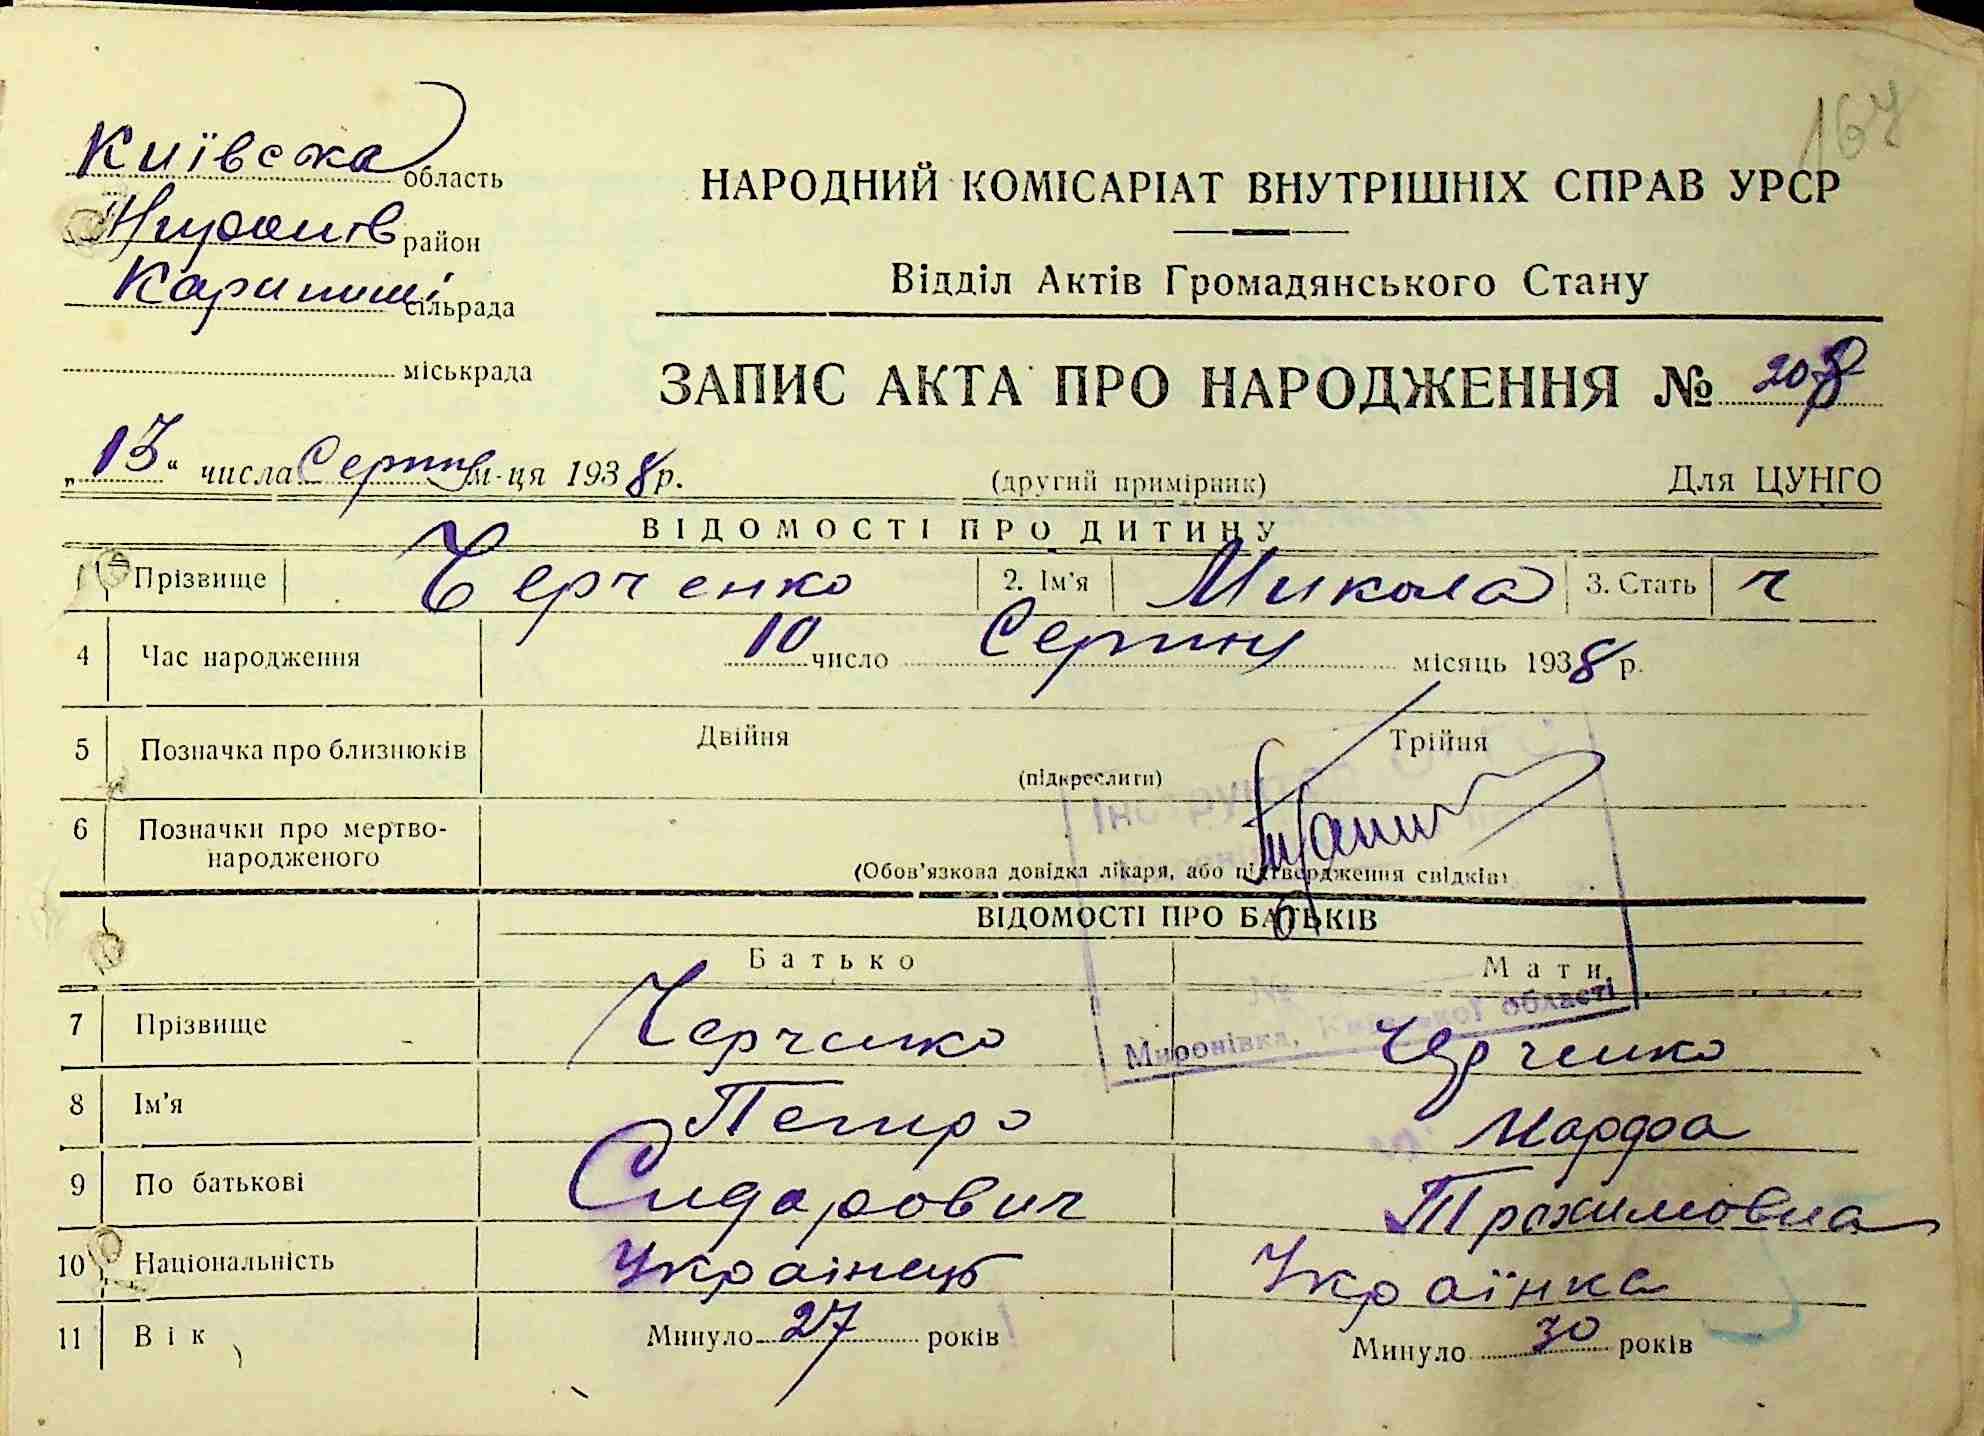 167
Київська область
район
Карапиші сільрада
міськрада
НАРОДНИЙ КОМІСАРІАТ ВНУТРІШНІХ СПРАВ УРСР
Відділ Актів Громадянського Стану
ЗАПИС АКТА ПРО НАРОДЖЕННЯ №
„13“ числа Серпня м-ця 1938 р. (другий примірник) Для ЦУНГО
ВІДОМОСТІ ПРО ДИТИНУ
1 Прізвище Черченко 2. Ім'я Микола 3. Стать ч
4 Час народження 10 число Серпня місяць 1938 р.
5 Позначка про близнюків Двійня Трійня
(підкреслити)
6 Позначки про мертво-
народженого
(Обов'язкова довідка лікаря, або підтвердження свідків)
ВІДОМОСТІ ПРО БАТЬКІВ
Батько Мати
7 Прізвище Черченко Черченко
№ області
Миронівка, Київської області
8 Ім'я Петро Марфа
9 По батькові Сидорович Трохимовна
10 Національність Українець Українка
11 Вік Минуло 27 років Минуло 30 років